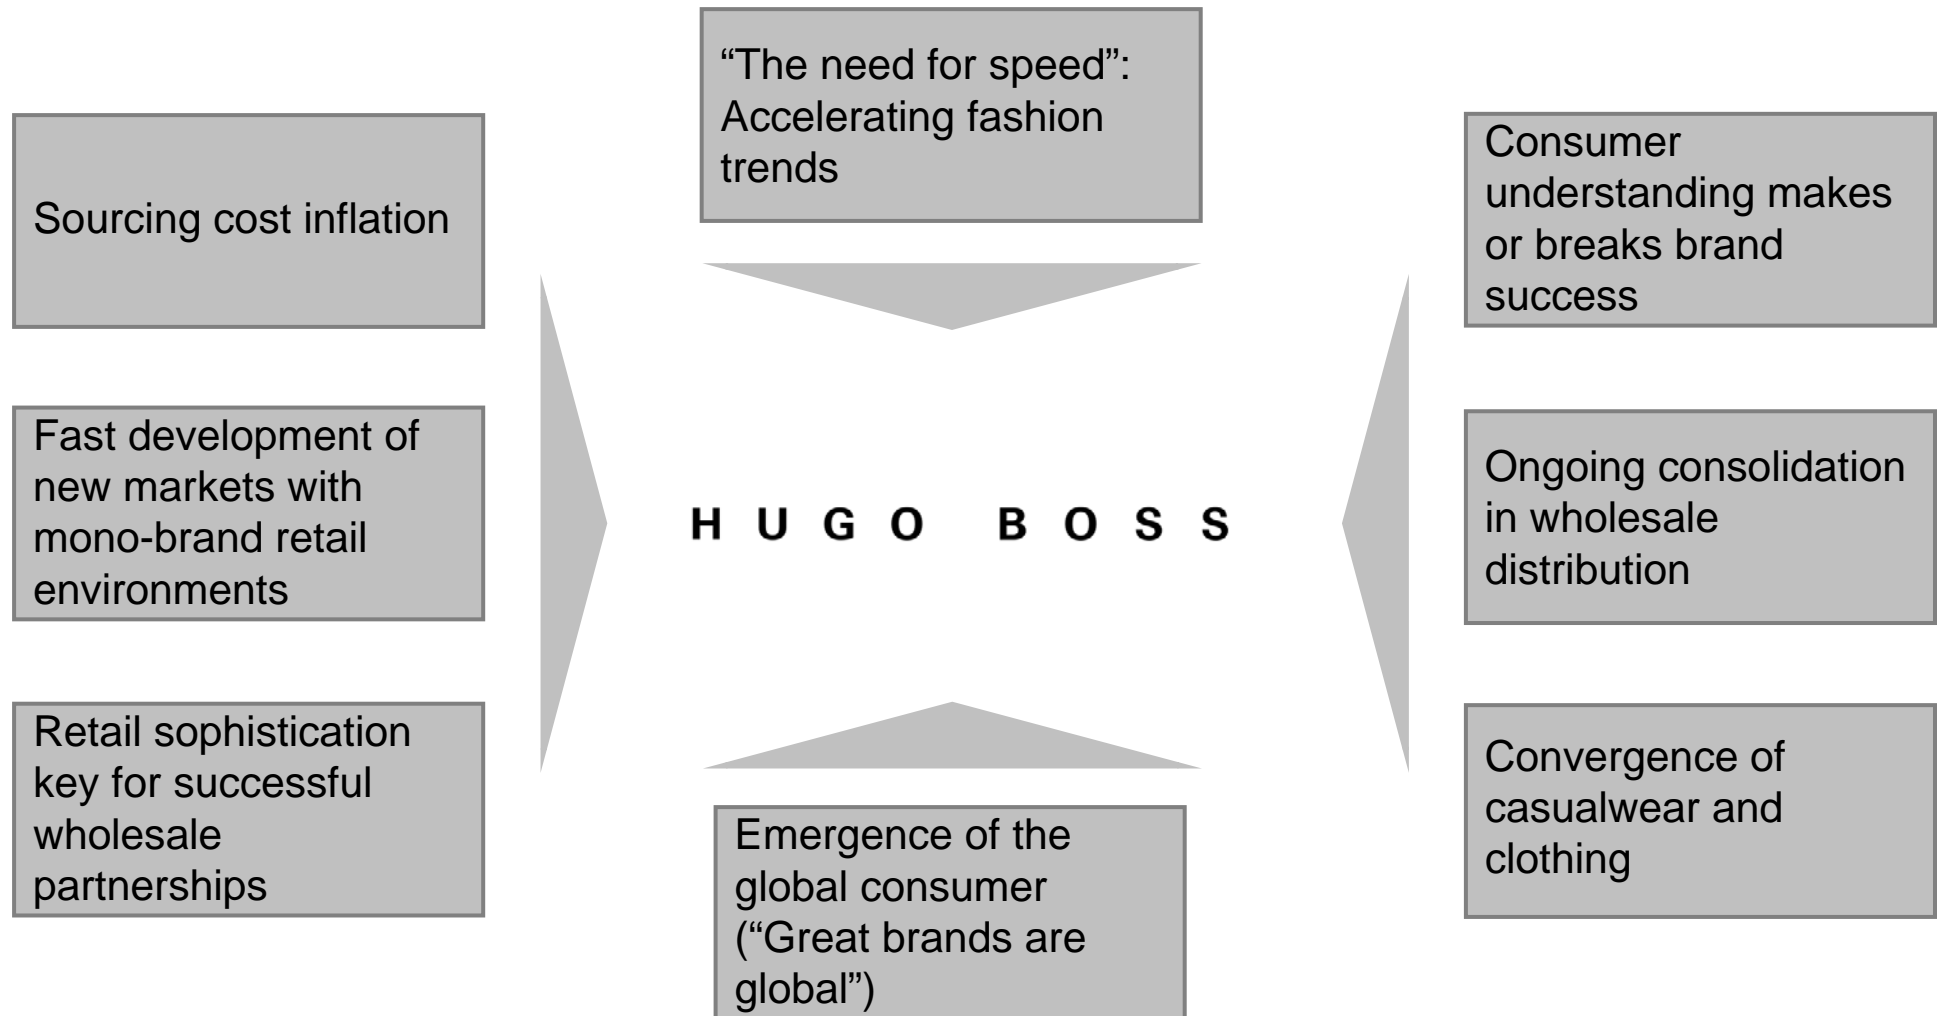 “The need for speed”:
Accelerating fashion
trends
Sourcing cost inflation
Consumer
understanding makes
or breaks brand
success
Fast development of
new markets with
mono-brand retail
environments
HUGO BOSS
Ongoing consolidation
in wholesale
distribution
Retail sophistication
key for successful
wholesale
partnerships
Emergence of the
global consumer
(“Great brands are
global”)
Convergence of
casualwear and
clothing